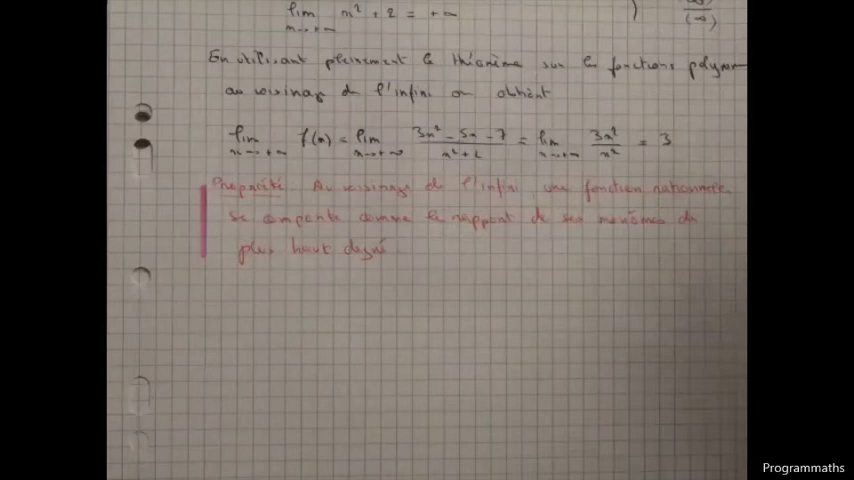 lim x² + 2 = +∞ ) (∞)
x→+∞
En utilisant pleinement le théorème sur les fonctions polynom
au voisinage de l'infini on obtient
lim f(x) = lim (3x² - 5x - 7)/(x² + 2) = lim 3x²/x² = 3
x→+∞ x→+∞ x→+∞
Propriété Au voisinage de l'infini une fonction rationnelle
se comporte comme le rapport de ses monômes du
plus haut degré
Programmaths